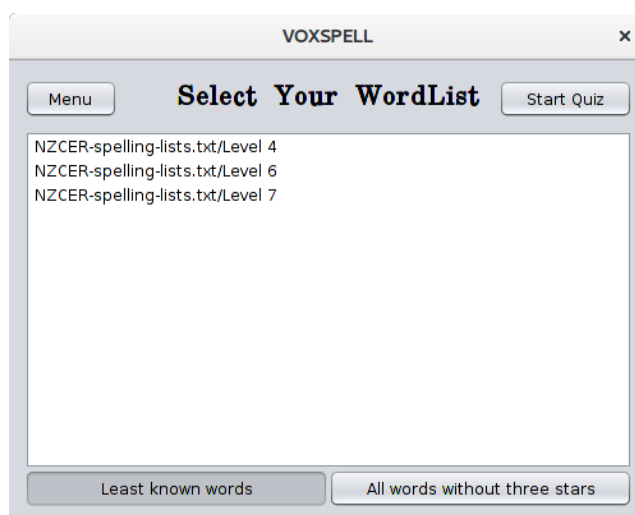 VOXSPELL ×
Menu Select Your WordList Start Quiz
NZCER-spelling-lists.txt/Level 4
NZCER-spelling-lists.txt/Level 6
NZCER-spelling-lists.txt/Level 7
Least known words All words without three stars